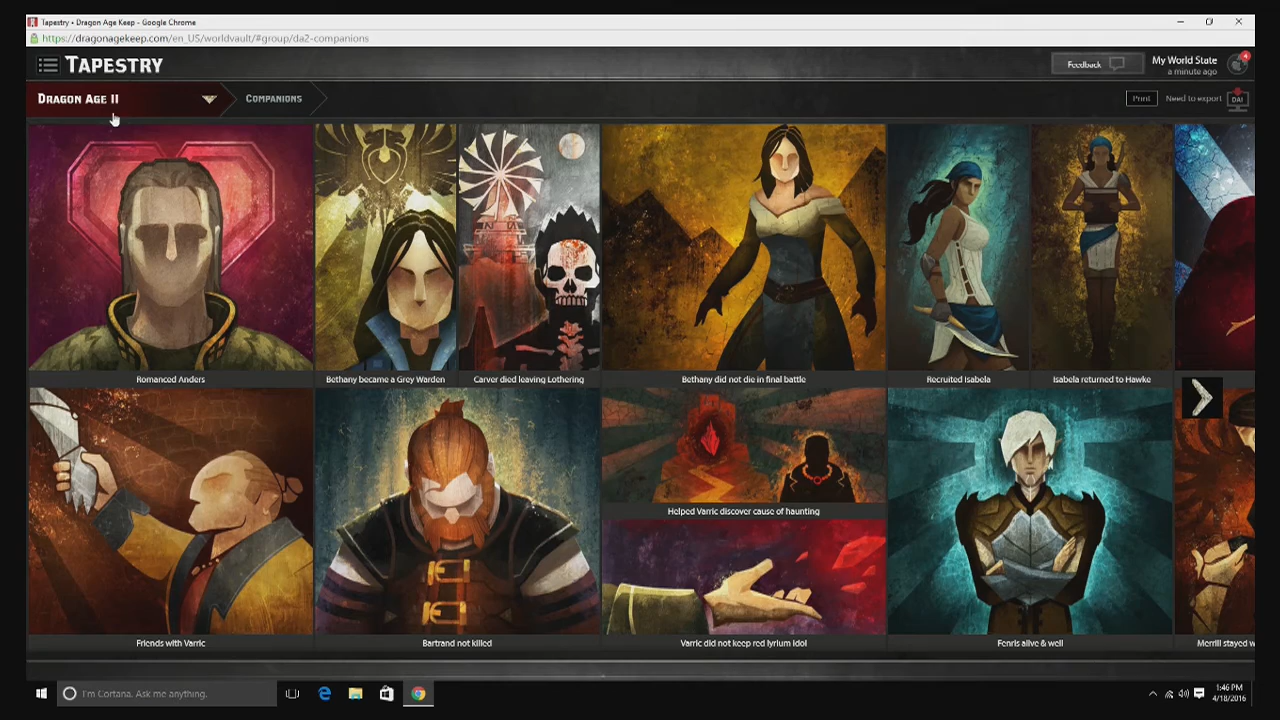 Tapestry • Dragon Age Keep - Google Chrome
https://dragonagekeep.com/en_US/worldvault/#group/da2-companions
TAPESTRY
Feedback
My World State
a minute ago
4
DRAGON AGE II
COMPANIONS
Print
Need to export
DAI
Romanced Anders
Bethany became a Grey Warden
Carver died leaving Lothering
Bethany did not die in final battle
Recruited Isabela
Isabela returned to Hawke
Helped Varric discover cause of haunting
Friends with Varric
Bartrand not killed
Varric did not keep red lyrium idol
Fenris alive & well
Merrill stayed w
I'm Cortana. Ask me anything.
1:46 PM
4/18/2016